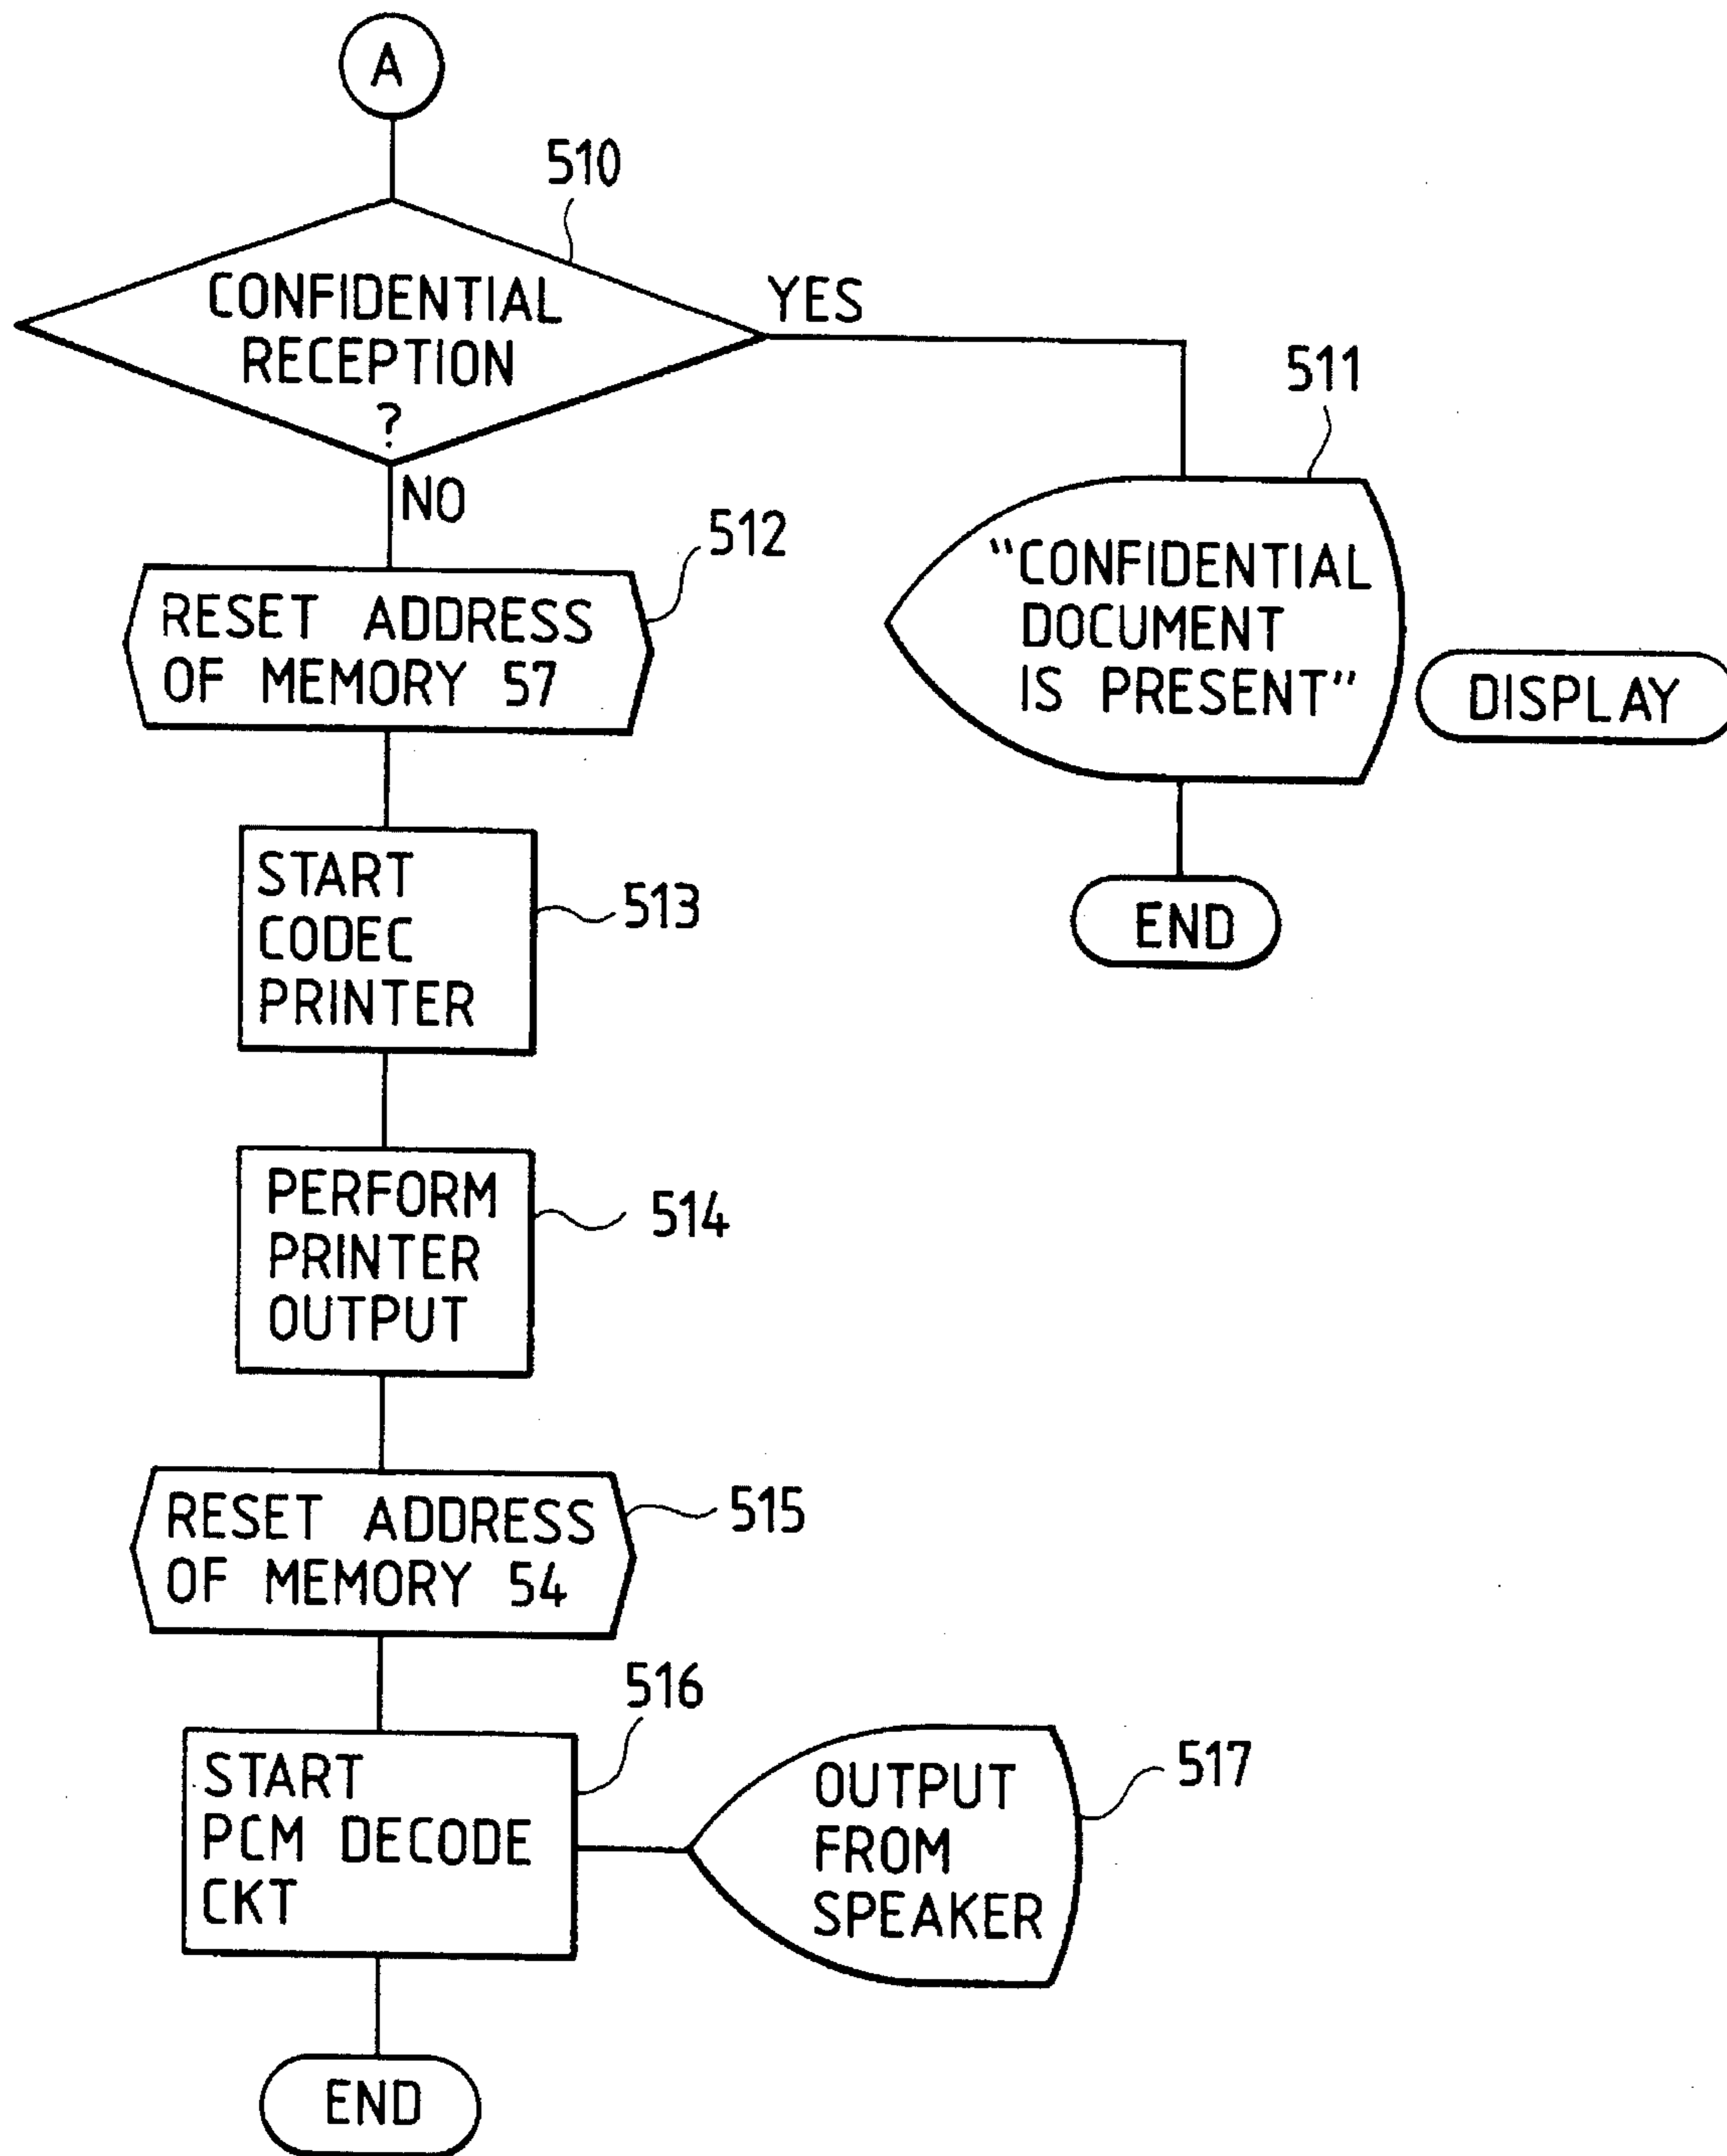 A
510
CONFIDENTIAL
RECEPTION
?
YES
NO
511
"CONFIDENTIAL
DOCUMENT
IS PRESENT"
DISPLAY
END
512
RESET ADDRESS
OF MEMORY 57
START
CODEC
PRINTER
513
PERFORM
PRINTER
OUTPUT
514
RESET ADDRESS
OF MEMORY 54
515
516
START
PCM DECODE
CKT
OUTPUT
FROM
SPEAKER
517
END